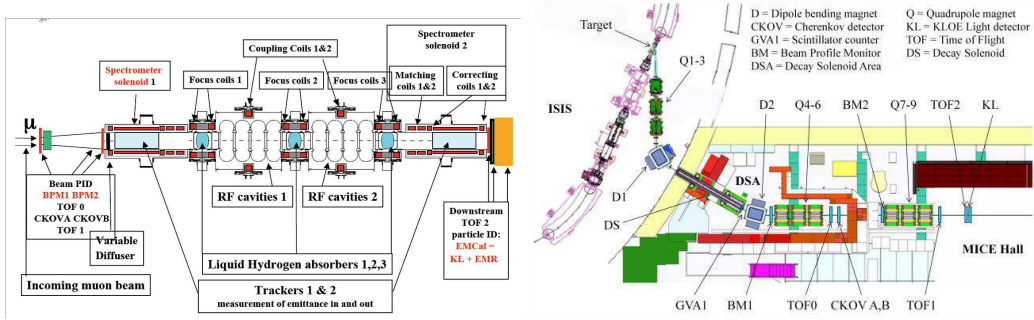 Spectrometer
solenoid 1
Coupling Coils 1&2
Spectrometer
solenoid 2
Focus coils 1
Focus coils 2
Focus coils 3
Matching
coils 1&2
Correcting
coils 1&2
μ
Beam PID
BPM1 BPM2
TOF 0
CKOVA CKOVB
TOF 1
RF cavities 1
RF cavities 2
Variable
Diffuser
Downstream
TOF 2
particle ID:
EMCal =
KL + EMR
Liquid Hydrogen absorbers 1,2,3
Incoming muon beam
Trackers 1 & 2
measurement of emittance in and out
D = Dipole bending magnet
CKOV = Cherenkov detector
GVA1 = Scintillator counter
BM = Beam Profile Monitor
DSA = Decay Solenoid Area
Q = Quadrupole magnet
KL = KLOE Light detector
TOF = Time of Flight
DS = Decay Solenoid
Target
Q1-3
ISIS
D2
Q4-6
BM2
Q7-9
TOF2
KL
D1
DSA
DS
MICE Hall
GVA1
BM1
TOF0
CKOV A,B
TOF1